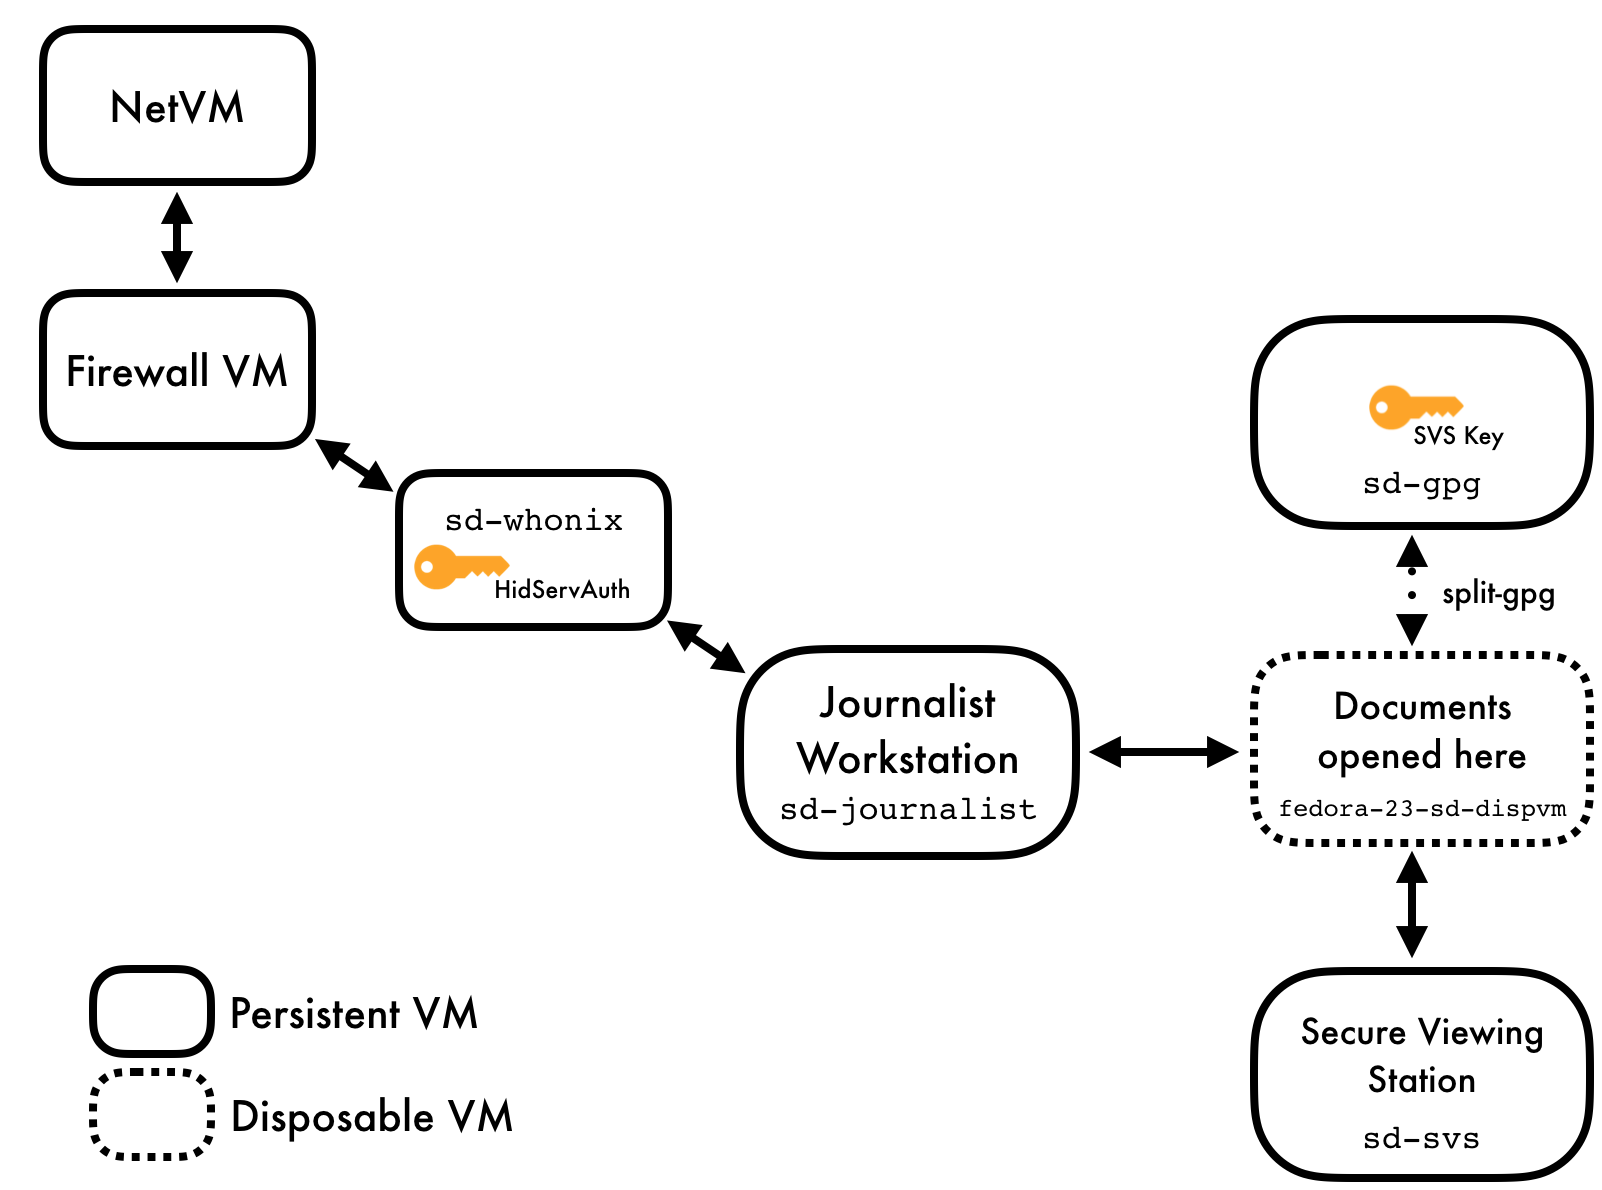 NetVM
Firewall VM
sd-whonix
HidServAuth
Journalist
Workstation
sd-journalist
SVS Key
sd-gpg
split-gpg
Documents
opened here
fedora-23-sd-dispvm
Secure Viewing
Station
sd-svs
Persistent VM
Disposable VM